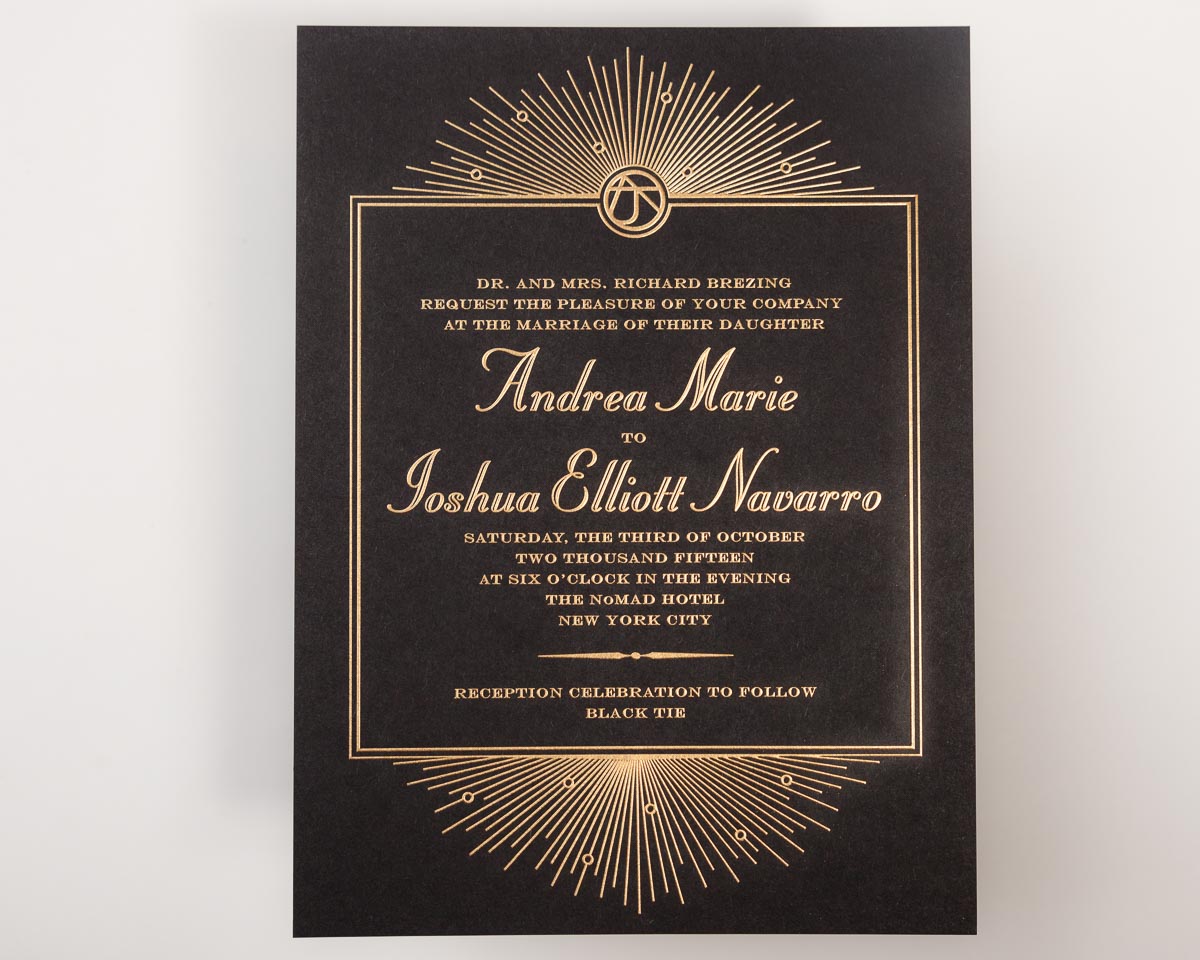 AJ
DR. AND MRS. RICHARD BREZING
REQUEST THE PLEASURE OF YOUR COMPANY
AT THE MARRIAGE OF THEIR DAUGHTER
Andrea Marie
TO
Joshua Elliott Navarro
SATURDAY, THE THIRD OF OCTOBER
TWO THOUSAND FIFTEEN
AT SIX O'CLOCK IN THE EVENING
THE NoMAD HOTEL
NEW YORK CITY
RECEPTION CELEBRATION TO FOLLOW
BLACK TIE